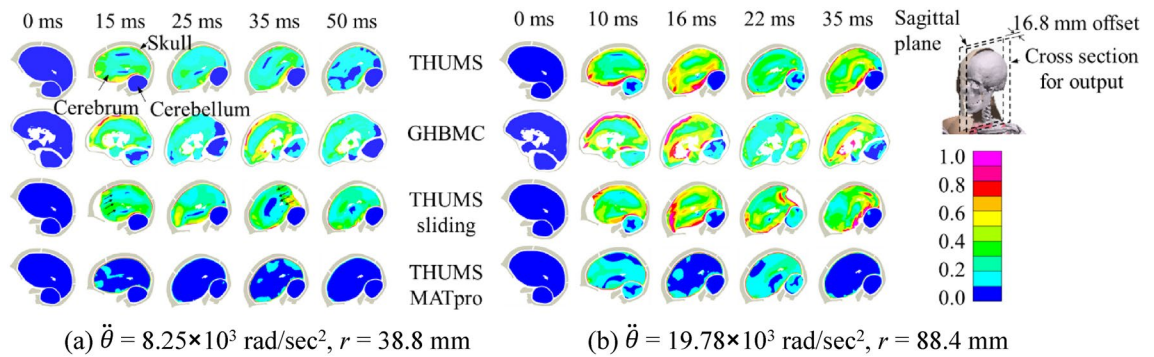 (a)
0 ms 15 ms 25 ms 35 ms 50 ms
Skull
Cerebrum Cerebellum
THUMS
GHBMC
THUMS
sliding
THUMS
MATpro
(b)
0 ms 10 ms 16 ms 22 ms 35 ms
Sagittal
plane
16.8 mm offset
Cross section
for output
1.0
0.8
0.6
0.4
0.2
0.0
(a) θ̈ = 8.25×10³ rad/sec², r = 38.8 mm
(b) θ̈ = 19.78×10³ rad/sec², r = 88.4 mm